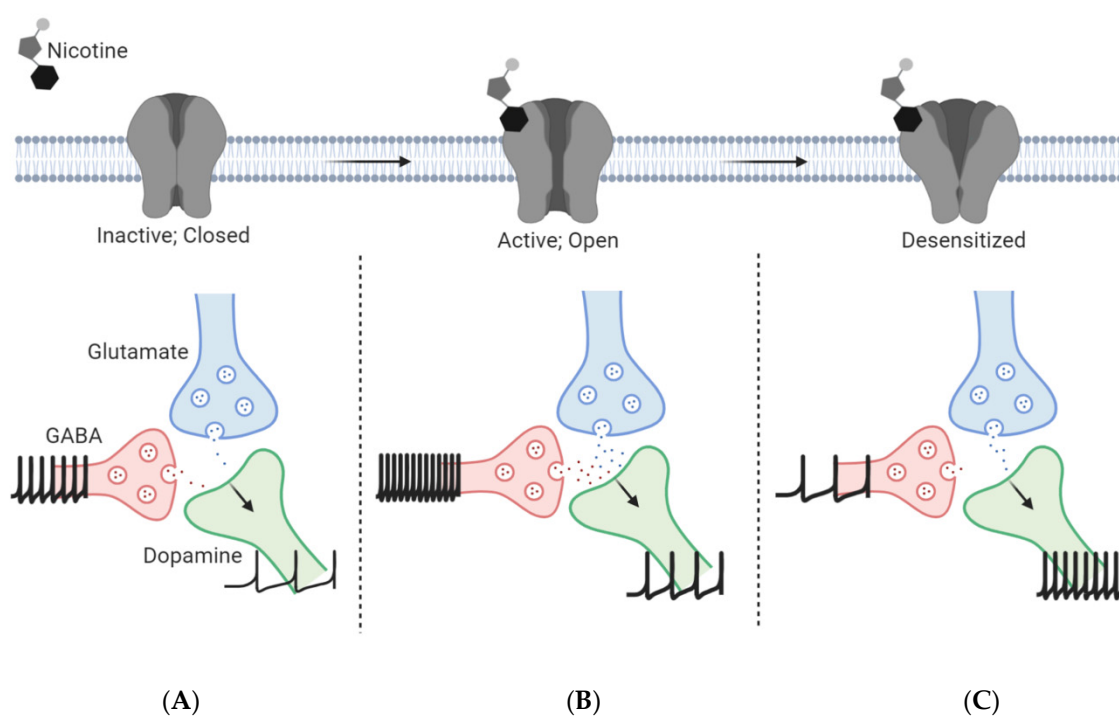 Nicotine
Inactive; Closed
Active; Open
Desensitized
Glutamate
GABA
Dopamine
(A)
(B)
(C)